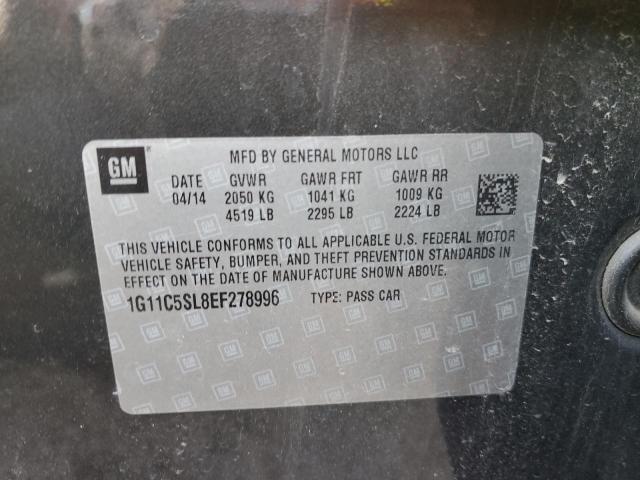 GM
MFD BY GENERAL MOTORS LLC
DATE GVWR GAWR FRT GAWR RR
04/14 2050 KG 1041 KG 1009 KG
4519 LB 2295 LB 2224 LB
THIS VEHICLE CONFORMS TO ALL APPLICABLE U.S. FEDERAL MOTOR
VEHICLE SAFETY, BUMPER, AND THEFT PREVENTION STANDARDS IN
EFFECT ON THE DATE OF MANUFACTURE SHOWN ABOVE.
1G11C5SL8EF278996 TYPE: PASS CAR